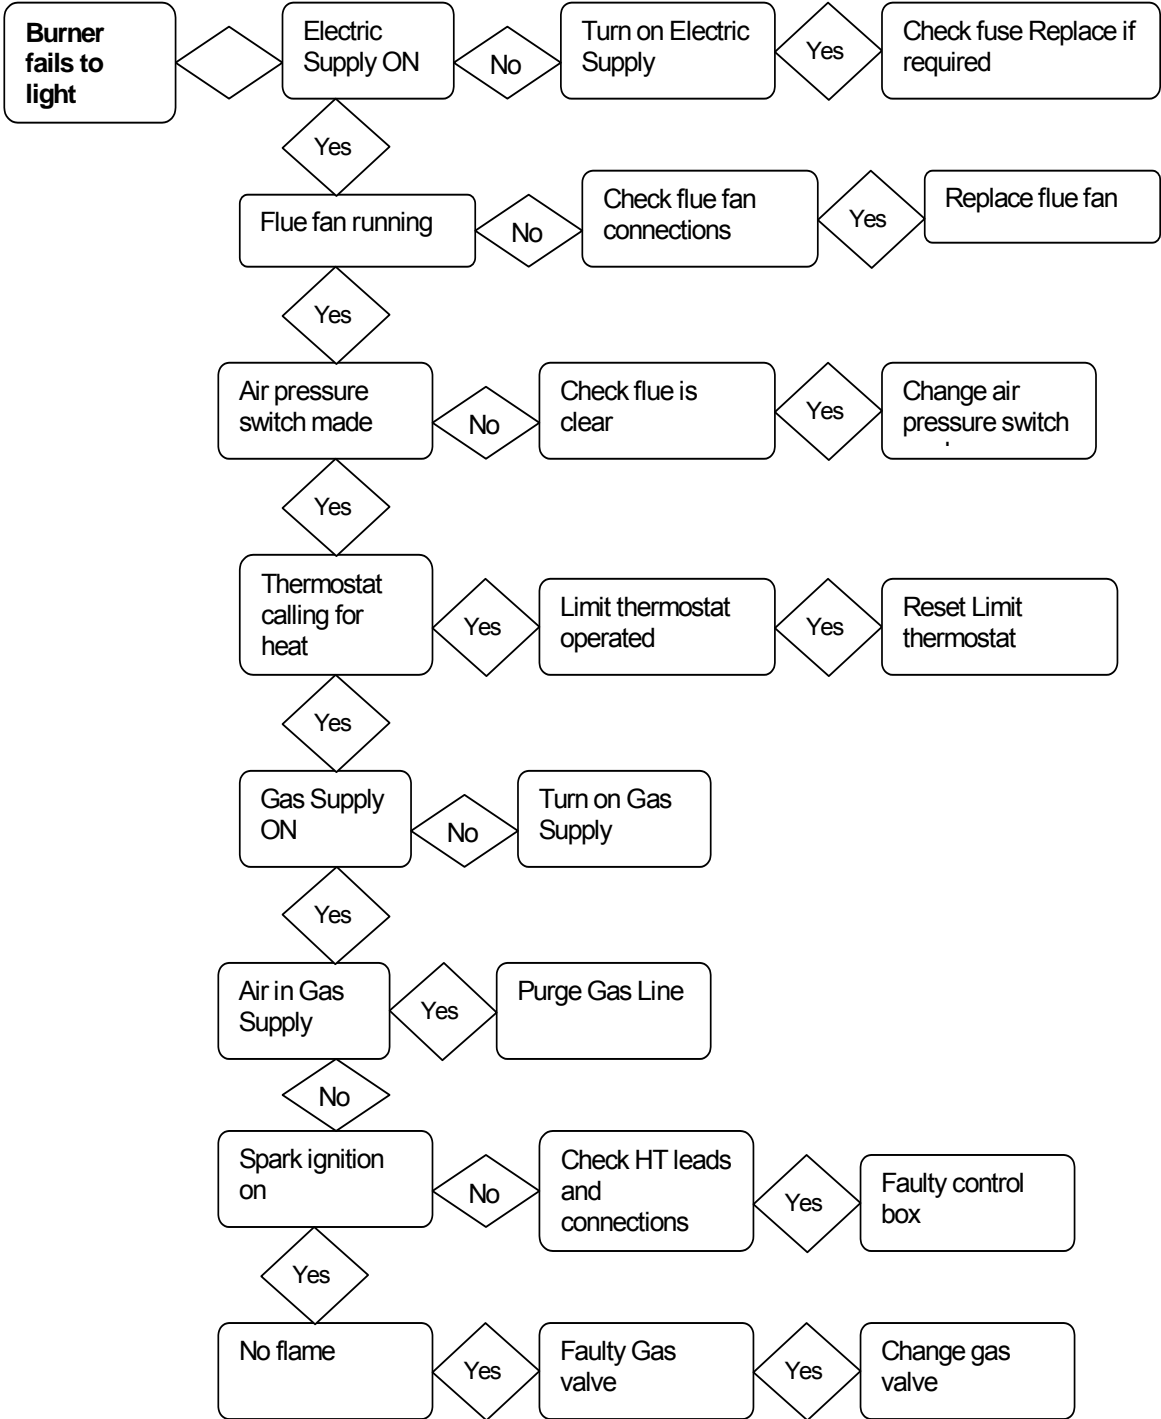 Burner
fails to
light
Electric
Supply ON
No
Turn on Electric
Supply
Yes
Check fuse Replace if
required
Yes
Flue fan running
No
Check flue fan
connections
Yes
Replace flue fan
Yes
Air pressure
switch made
No
Check flue is
clear
Yes
Change air
pressure switch
Yes
Thermostat
calling for
heat
Yes
Limit thermostat
operated
Yes
Reset Limit
thermostat
Yes
Gas Supply
ON
No
Turn on Gas
Supply
Yes
Air in Gas
Supply
Yes
Purge Gas Line
No
Spark ignition
on
No
Check HT leads
and
connections
Yes
Faulty control
box
Yes
No flame
Yes
Faulty Gas
valve
Yes
Change gas
valve